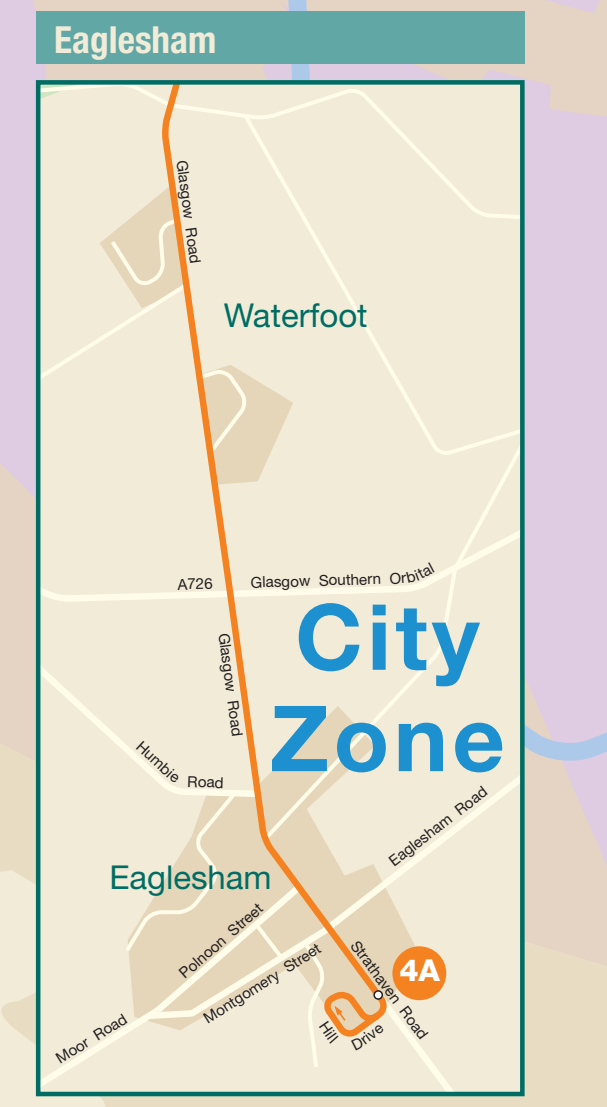 Eaglesham
Glasgow Road
Waterfoot
A726
Glasgow Southern Orbital
City
Zone
Glasgow Road
Humbie Road
Eaglesham Road
Eaglesham
Polnoon Street
Montgomery Street
Strathaven Road
4A
Moor Road
Hill Drive